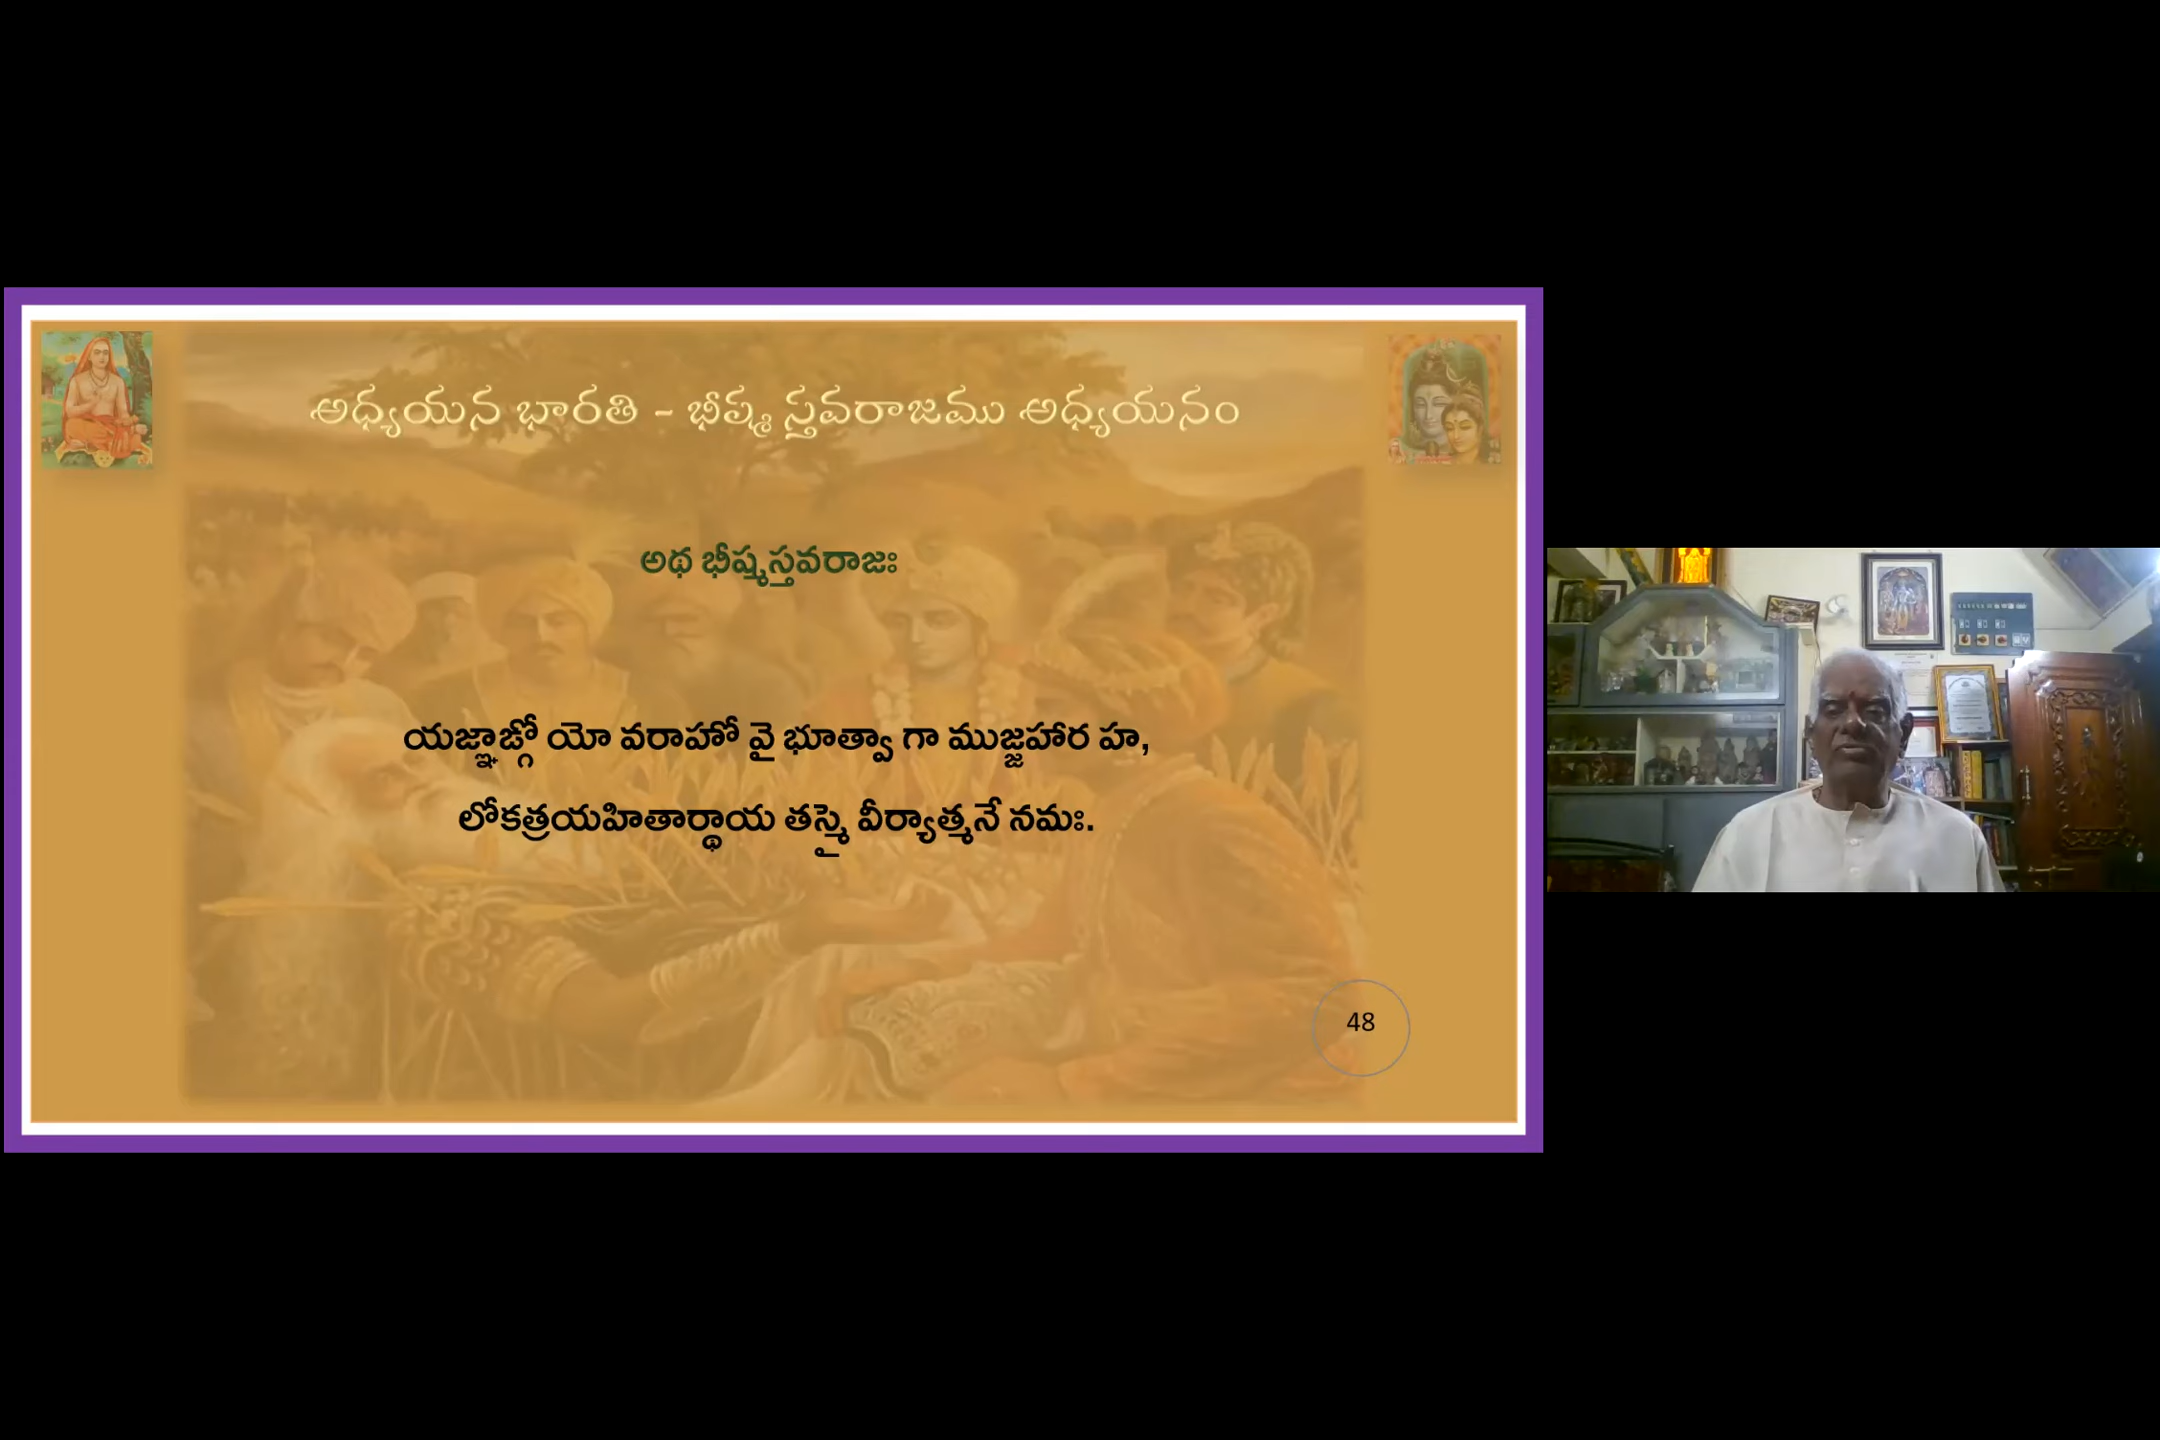 అధ్యయన భారతి - భీష్మ స్తవరాజము అధ్యయనం
అథ భీష్మస్తవరాజః
యజ్ఞాఙ్గో యో వరాహో వై భూత్వా గా ముజ్జహార హ,
లోకత్రయహితార్థాయ తస్మై వీర్యాత్మనే నమః.
48